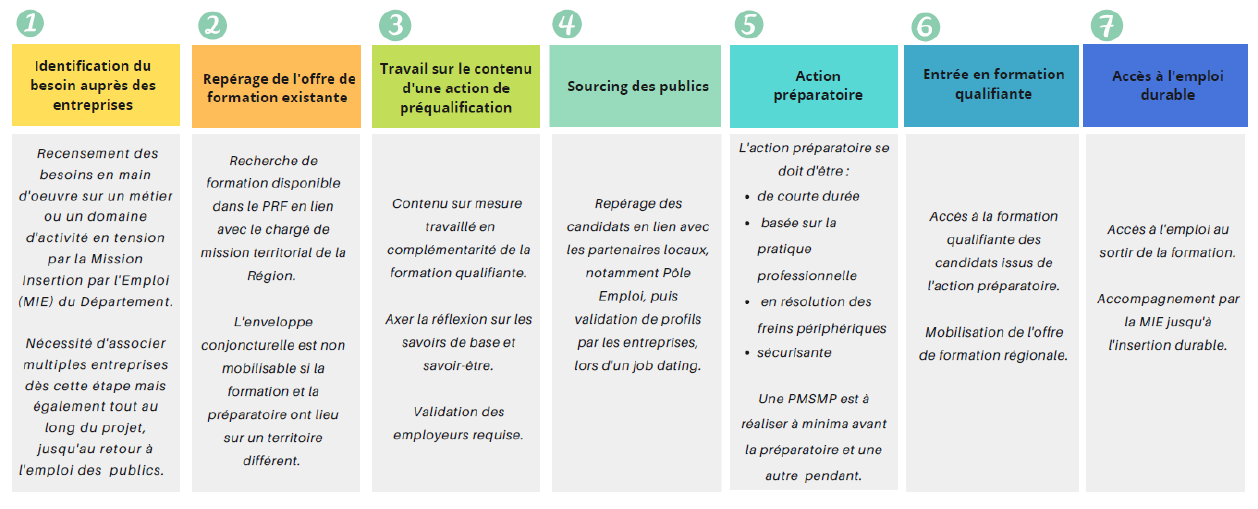 1
Identification du
besoin auprès des
entreprises
Recensement des
besoins en main
d'oeuvre sur un métier
ou un domaine
d'activité en tension
par la Mission
Insertion par l'Emploi
(MIE) du Département.
Nécessité d'associer
multiples entreprises
dès cette étape mais
également tout au
long du projet,
jusqu'au retour à
l'emploi des publics.
2
Repérage de l'offre de
formation existante
Recherche de
formation disponible
dans le PRF en lien
avec le chargé de
mission territorial de la
Région.
L'enveloppe
conjoncturelle est non
mobilisable si la
formation et la
préparatoire ont lieu
sur un territoire
différent.
3
Travail sur le contenu
d'une action de
préqualification
Contenu sur mesure
travaillé en
complémentarité de la
formation qualifiante.
Axer la réflexion sur les
savoirs de base et
savoir-être.
Validation des
employeurs requise.
4
Sourcing des publics
Repérage des
candidats en lien avec
les partenaires locaux,
notamment Pôle
Emploi, puis
validation de profils
par les entreprises,
lors d'un job dating.
5
Action
préparatoire
L'action préparatoire se
doit d'être :
• de courte durée
• basée sur la
pratique
professionnelle
• en résolution des
freins périphériques
• sécurisante
Une PMSMP est à
réaliser à minima avant
la préparatoire et une
autre pendant.
6
Entrée en formation
qualifiante
Accès à la formation
qualifiante des
candidats issus de
l'action préparatoire.
Mobilisation de l'offre
de formation régionale.
7
Accès à l'emploi
durable
Accès à l'emploi au
sortir de la formation.
Accompagnement par
la MIE jusqu'à
l'insertion durable.